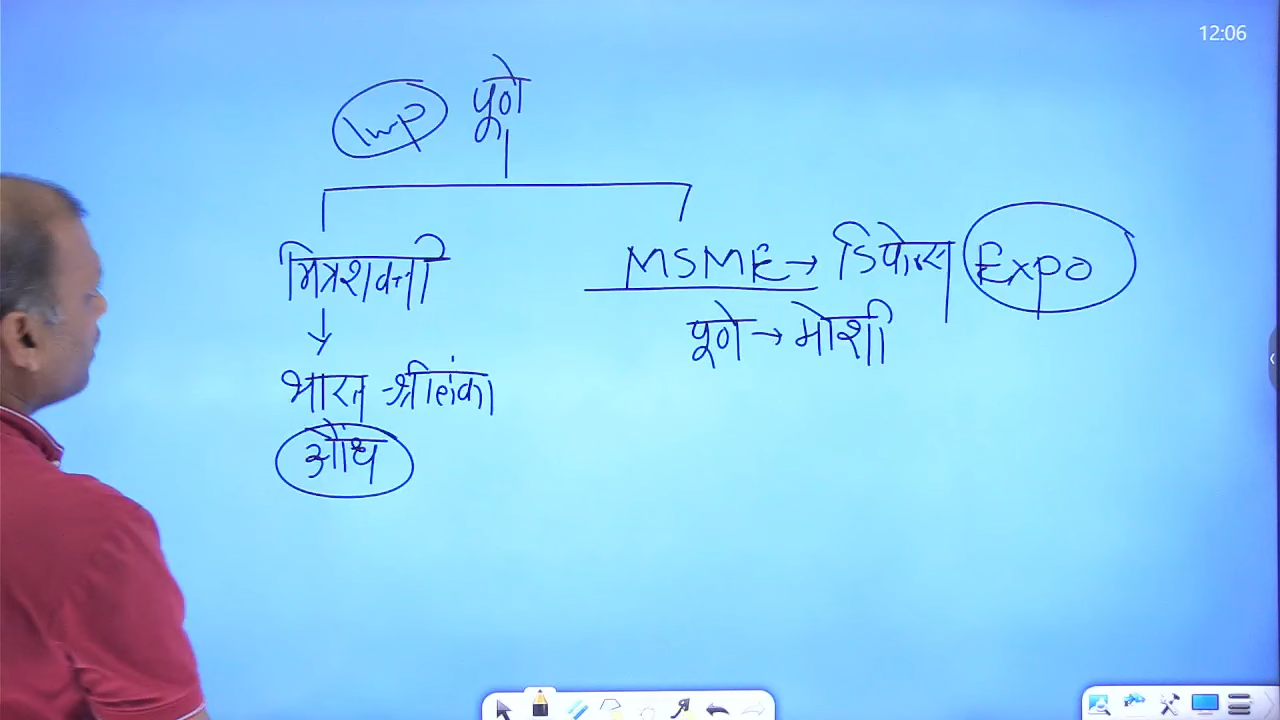 12:06
Imp पूणे
मित्रशक्ती
MSME → डिफेन्स Expo
पूणे → मोशी
भारत - श्रीलंका
औंध